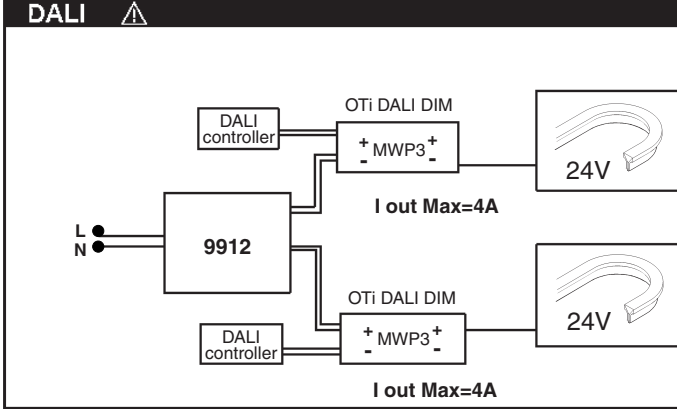 DALI
OTi DALI DIM
DALI
controller
+ MWP3 +
- -
24V
I out Max=4A
L
N
9912
OTi DALI DIM
24V
DALI
controller
+ MWP3 +
- -
I out Max=4A